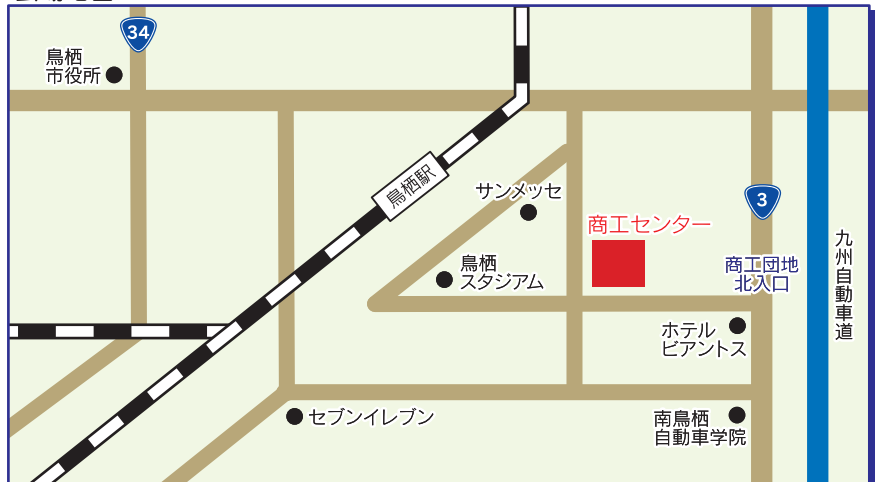 34
鳥栖
市役所
鳥栖駅
サンメッセ
商工センター
3
鳥栖
スタジアム
商工団地
北入口
九州自動車道
ホテル
ビアントス
セブンイレブン
南鳥栖
自動車学院